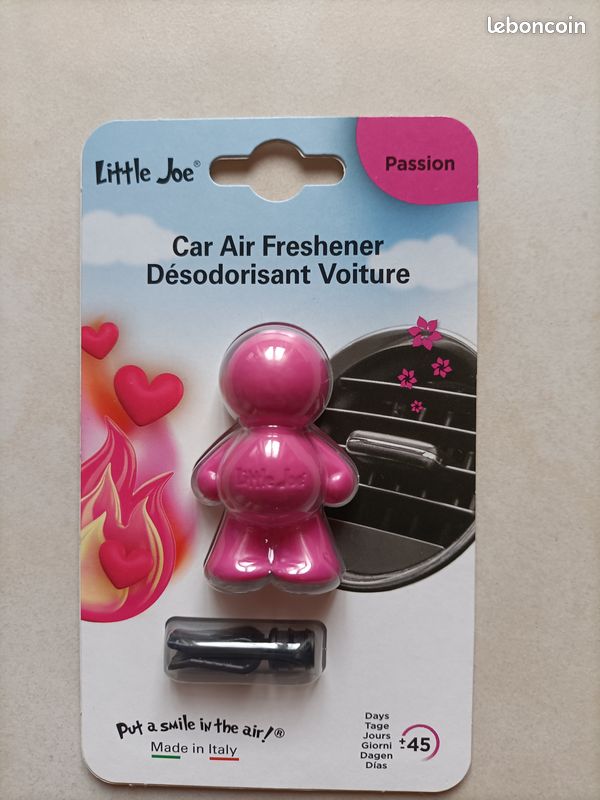 leboncoin
Little Joe®
Passion
Car Air Freshener
Désodorisant Voiture
Little Joe
Put a smile in the air!®
Made in Italy
Days
Tage
Jours
Giorni
Dagen
Días
±45